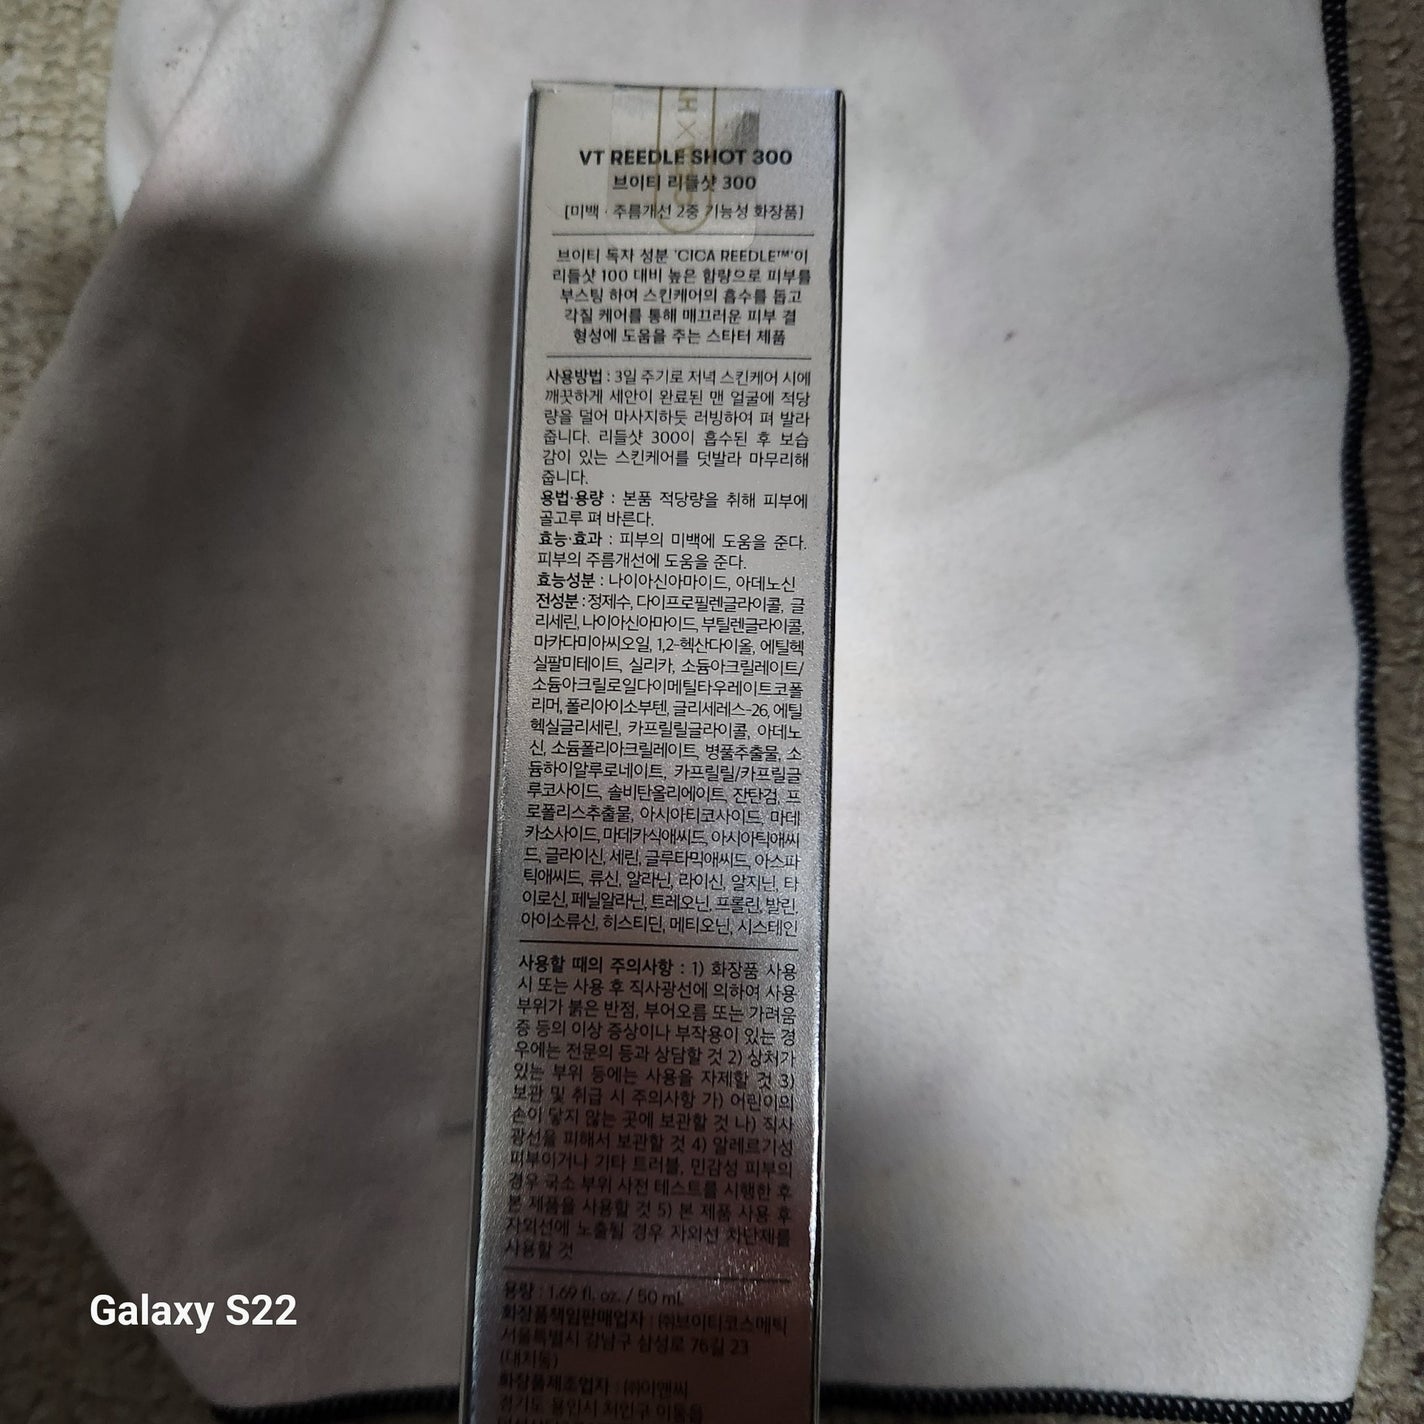 VT REEDLE SHOT 300
브이티 리들샷 300
[미백 · 주름개선 2중 기능성 화장품]
브이티 독자 성분 'CICA REEDLE™'이
리들샷 100 대비 높은 함량으로 피부를
부스팅 하여 스킨케어의 흡수를 돕고
각질 케어를 통해 매끄러운 피부 결
형성에 도움을 주는 스타터 제품
사용방법 : 3일 주기로 저녁 스킨케어 시에
깨끗하게 세안이 완료된 맨 얼굴에 적당
량을 덜어 마사지하듯 러빙하여 펴 발라
줍니다. 리들샷 300이 흡수된 후 보습
감이 있는 스킨케어를 덧발라 마무리해
줍니다.
용법·용량 : 본품 적당량을 취해 피부에
골고루 펴 바른다.
효능·효과 : 피부의 미백에 도움을 준다.
피부의 주름개선에 도움을 준다.
효능성분 : 나이아신아마이드, 아데노신
전성분 : 정제수, 다이프로필렌글라이콜, 글
리세린, 나이아신아마이드, 부틸렌글라이콜,
마카다미아씨오일, 1,2-헥산다이올, 에틸헥
실팔미테이트, 실리카, 소듐아크릴레이트/
소듐아크릴로일다이메틸타우레이트코폴
리머, 폴리아이소부텐, 글리세레스-26, 에틸
헥실글리세린, 카프릴릴글라이콜, 아데노
신, 소듐폴리아크릴레이트, 병풀추출물, 소
듐하이알루로네이트, 카프릴릴/카프릴글
루코사이드, 솔비탄올리에이트, 잔탄검, 프
로폴리스추출물, 아시아티코사이드, 마데
카소사이드, 마데카식애씨드, 아시아틱애씨
드, 글라이신, 세린, 글루타믹애씨드, 아스파
틱애씨드, 류신, 알라닌, 라이신, 알지닌, 타
이로신, 페닐알라닌, 트레오닌, 프롤린, 발린,
아이소류신, 히스티딘, 메티오닌, 시스테인
사용할 때의 주의사항 : 1) 화장품 사용
시 또는 사용 후 직사광선에 의하여 사용
부위가 붉은 반점, 부어오름 또는 가려움
증 등의 이상 증상이나 부작용이 있는 경
우에는 전문의 등과 상담할 것 2) 상처가
있는 부위 등에는 사용을 자제할 것 3)
보관 및 취급 시 주의사항 가) 어린이의
손이 닿지 않는 곳에 보관할 것 나) 직사
광선을 피해서 보관할 것 4) 알레르기성
피부이거나 기타 트러블, 민감성 피부의
경우 국소 부위 사전 테스트를 시행한 후
본 제품을 사용할 것 5) 본 제품 사용 후
자외선에 노출될 경우 자외선 차단제를
사용할 것
용량 : 1.69 fl. oz. / 50 mL
화장품책임판매업자 : ㈜브이티코스메틱
서울특별시 강남구 삼성로 76길 23
(대치동)
화장품제조업자 : ㈜이앤씨
경기도 용인시 처인구 이동읍
Galaxy S22